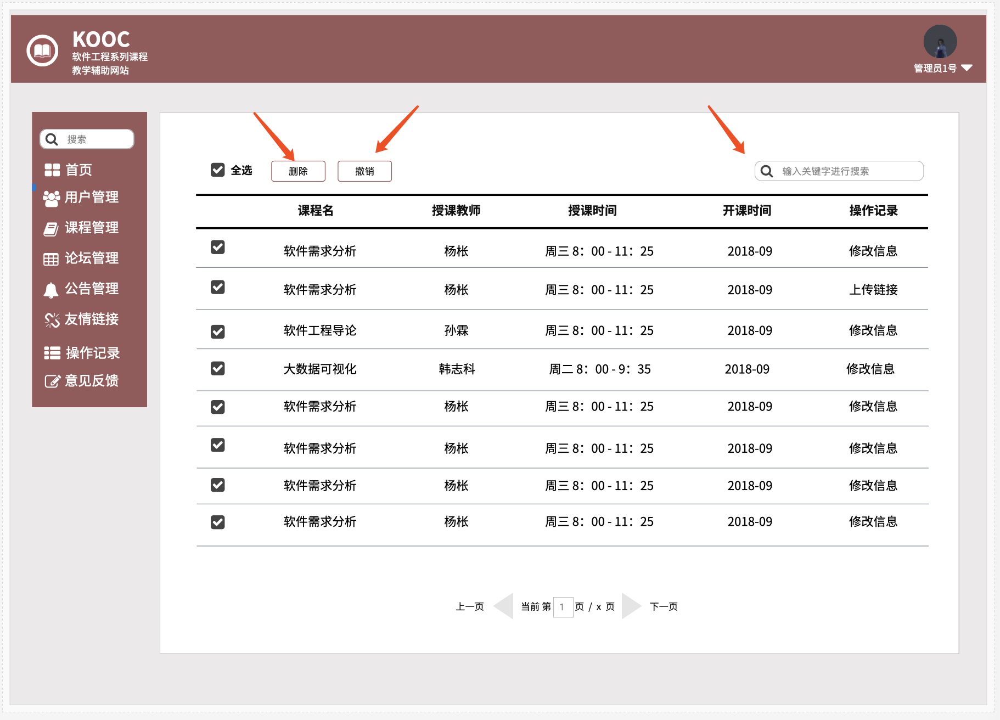 KOOC
软件工程系列课程
教学辅助网站
管理员1号
搜索
首页
用户管理
课程管理
论坛管理
公告管理
友情链接
操作记录
意见反馈
全选 删除 撤销 输入关键字进行搜索
课程名 授课教师 授课时间 开课时间 操作记录
软件需求分析 杨枨 周三 8：00 - 11：25 2018-09 修改信息
软件需求分析 杨枨 周三 8：00 - 11：25 2018-09 上传链接
软件工程导论 孙霖 周三 8：00 - 11：25 2018-09 修改信息
大数据可视化 韩志科 周二 8：00 - 9：35 2018-09 修改信息
软件需求分析 杨枨 周三 8：00 - 11：25 2018-09 修改信息
软件需求分析 杨枨 周三 8：00 - 11：25 2018-09 修改信息
软件需求分析 杨枨 周三 8：00 - 11：25 2018-09 修改信息
软件需求分析 杨枨 周三 8：00 - 11：25 2018-09 修改信息
上一页 当前 第 1 页 / x 页 下一页